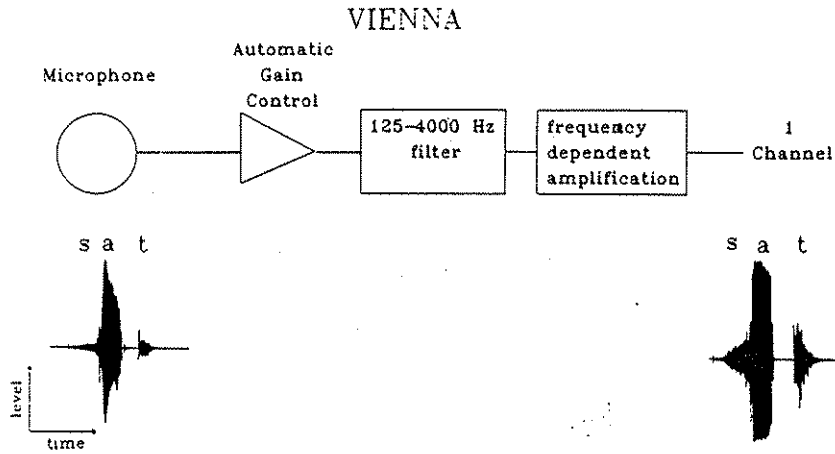 VIENNA
Automatic
Gain
Control
Microphone
125-4000 Hz
filter
frequency
dependent
amplification
1
Channel
s a t
s a t
level
time